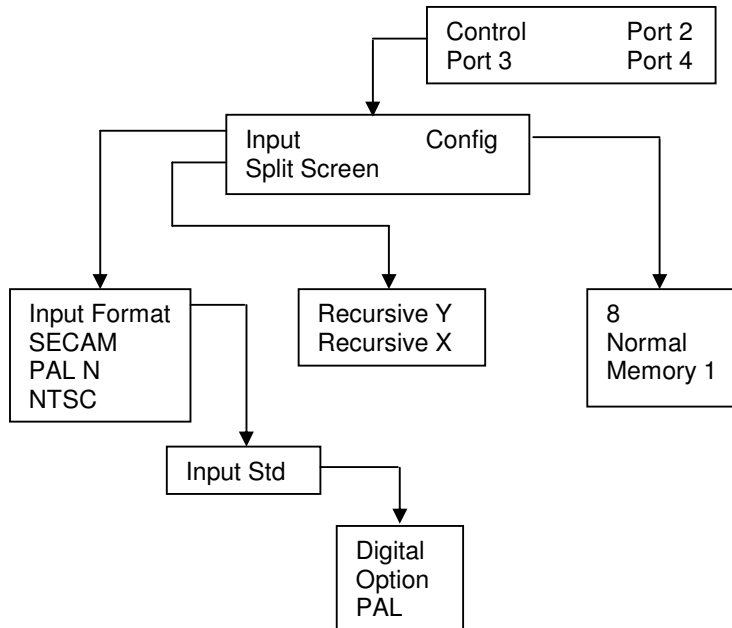 Control Port 2
Port 3 Port 4
Input Config
Split Screen
Input Format
SECAM
PAL N
NTSC
Recursive Y
Recursive X
8
Normal
Memory 1
Input Std
Digital
Option
PAL